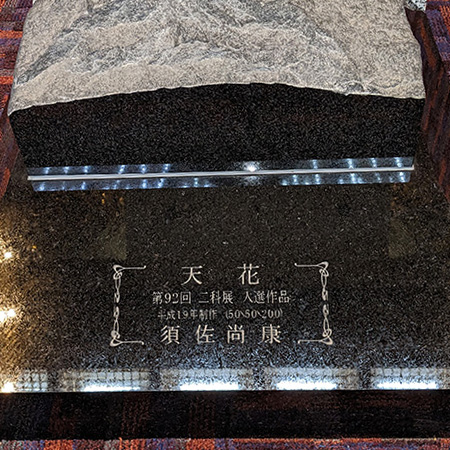 天花
第92回 二科展 入選作品
平成19年制作 (50·50·200)
須佐尚康